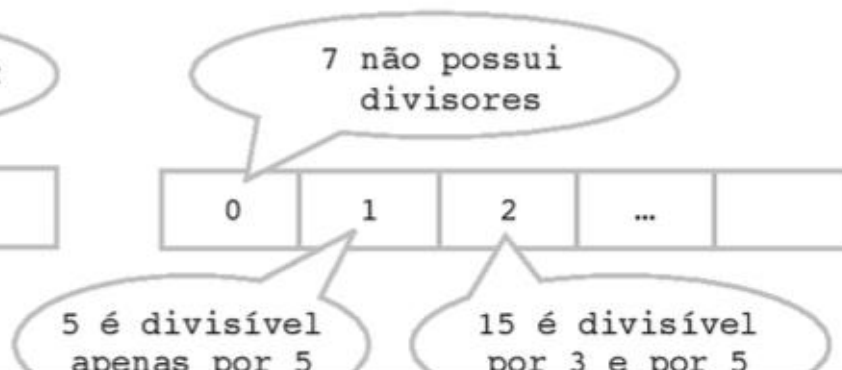 7 não possui
divisores
0 1 2 ...
5 é divisível
apenas por 5
15 é divisível
por 3 e por 5